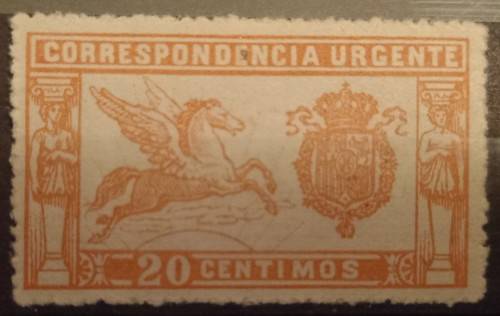 CORRESPONDENCIA URGENTE
20 CENTIMOS